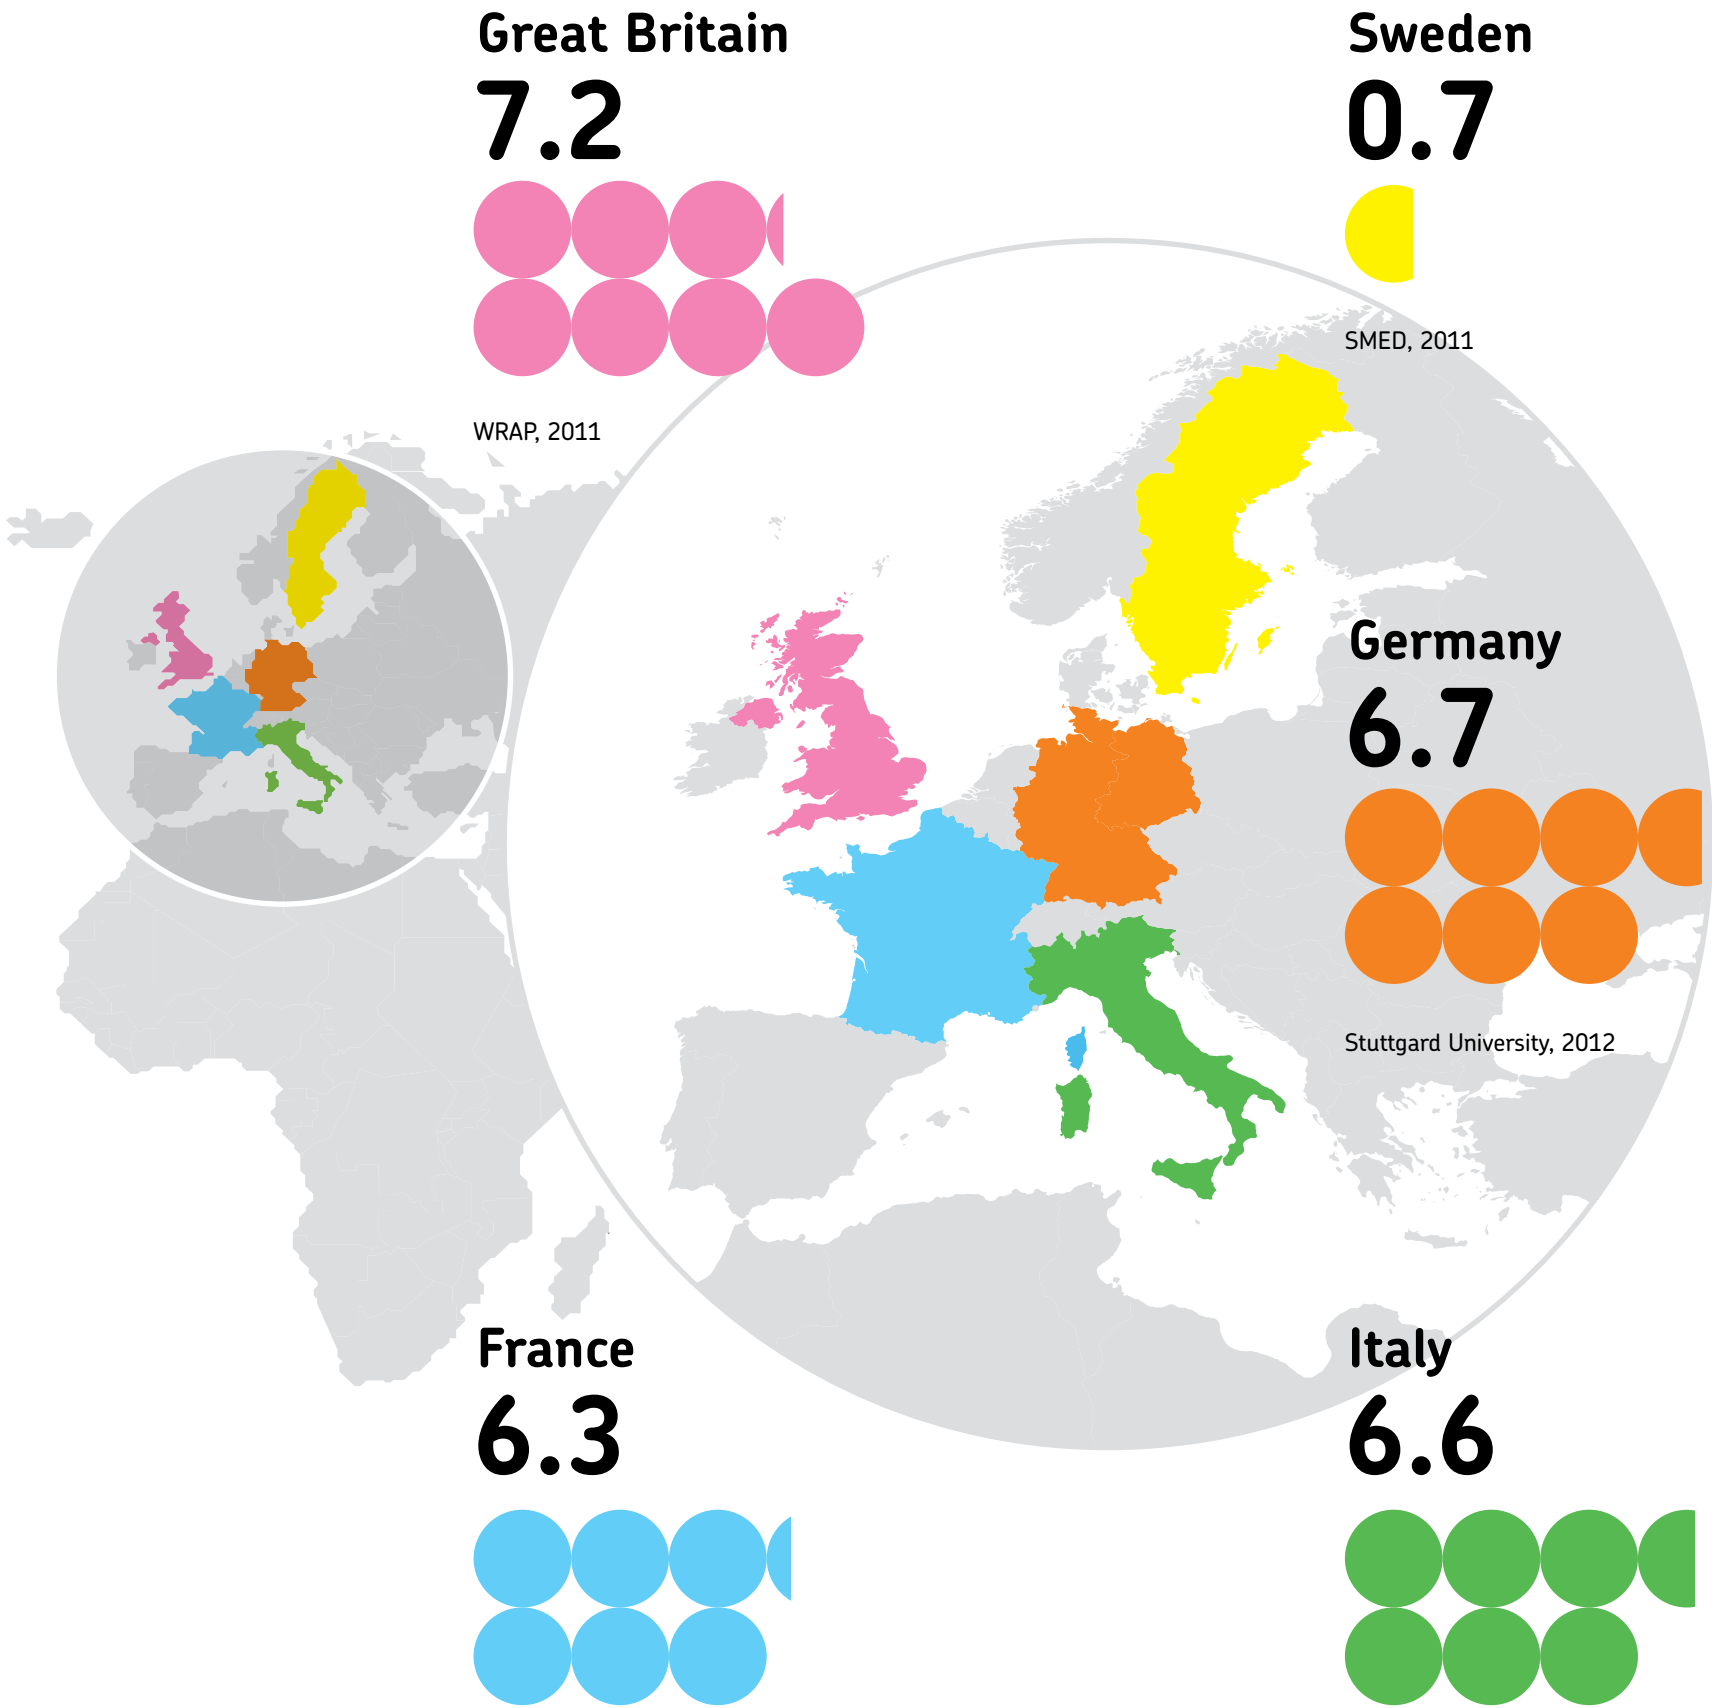 Great Britain
7.2
WRAP, 2011
Sweden
0.7
SMED, 2011
Germany
6.7
Stuttgard University, 2012
France
6.3
Italy
6.6